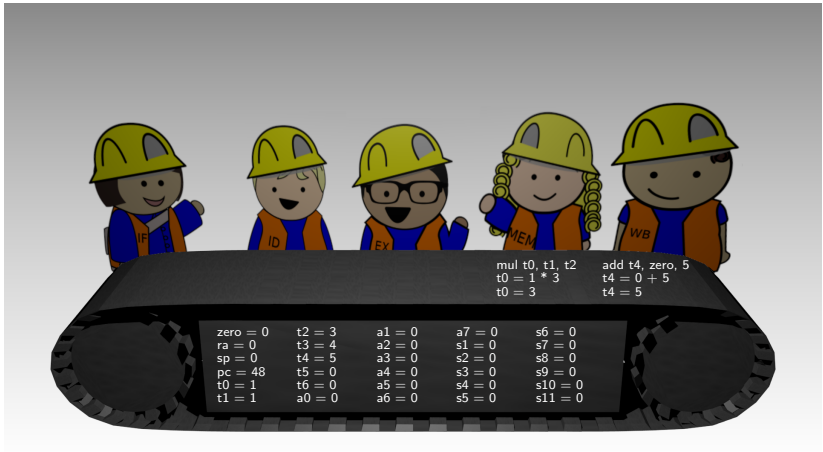 IF
ID
EX
MEM
WB
mul t0, t1, t2
t0 = 1 * 3
t0 = 3
add t4, zero, 5
t4 = 0 + 5
t4 = 5
zero = 0 t2 = 3 a1 = 0 a7 = 0 s6 = 0
ra = 0 t3 = 4 a2 = 0 s1 = 0 s7 = 0
sp = 0 t4 = 5 a3 = 0 s2 = 0 s8 = 0
pc = 48 t5 = 0 a4 = 0 s3 = 0 s9 = 0
t0 = 1 t6 = 0 a5 = 0 s4 = 0 s10 = 0
t1 = 1 a0 = 0 a6 = 0 s5 = 0 s11 = 0